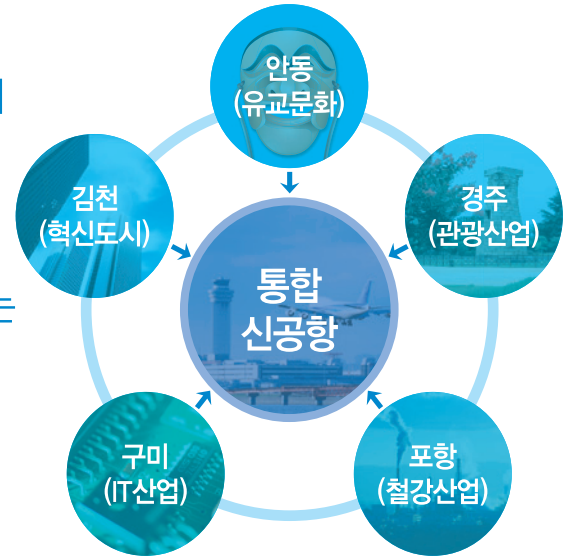 안동
(유교문화)
김천
(혁신도시)
경주
(관광산업)
통합
신공항
구미
(IT산업)
포항
(철강산업)